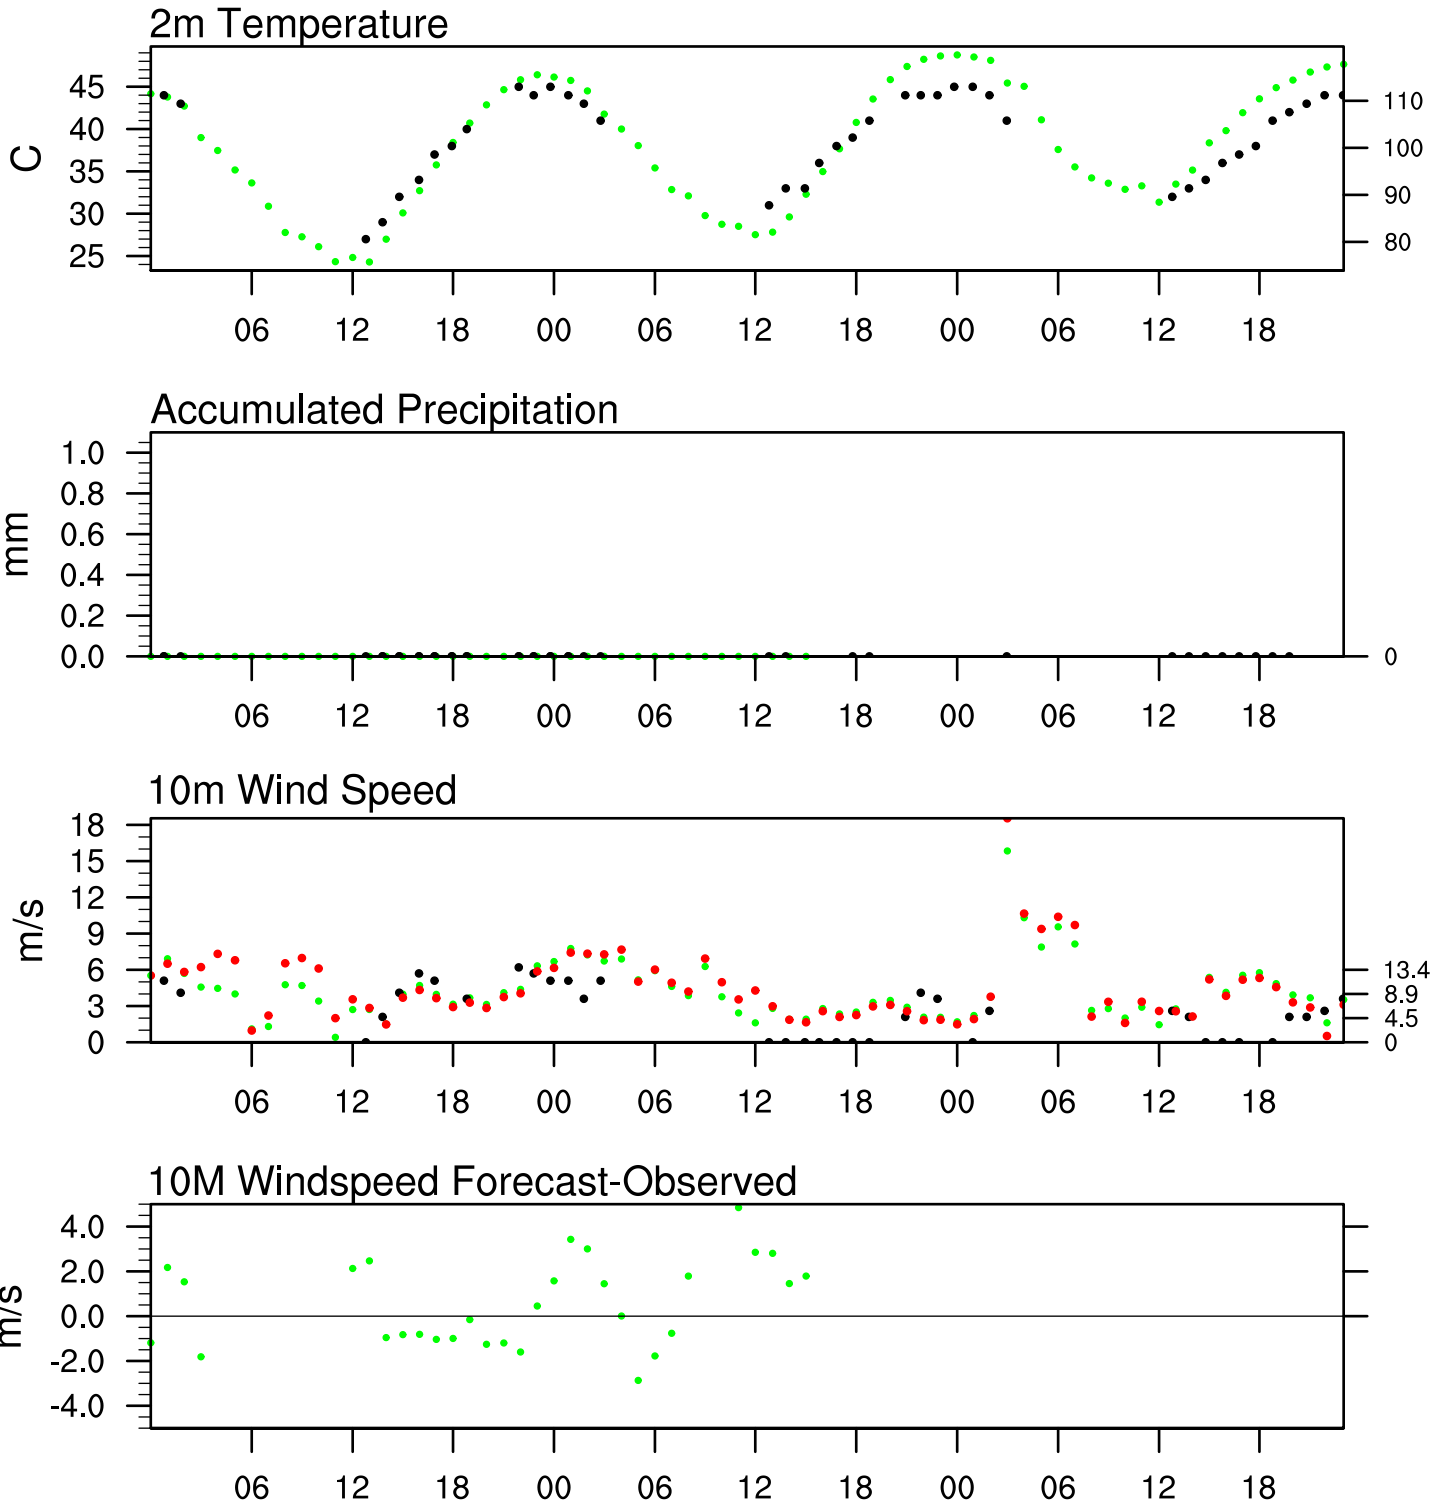 2m Temperature
45
40
35
30
25
C
110
100
90
80
06 12 18 00 06 12 18 00 06 12 18
Accumulated Precipitation
1.0
0.8
0.6
0.4
0.2
0.0
mm
0
06 12 18 00 06 12 18 00 06 12 18
10m Wind Speed
18
15
12
9
6
3
0
m/s
13.4
8.9
4.5
0
06 12 18 00 06 12 18 00 06 12 18
10M Windspeed Forecast-Observed
4.0
2.0
0.0
-2.0
-4.0
m/s
06 12 18 00 06 12 18 00 06 12 18